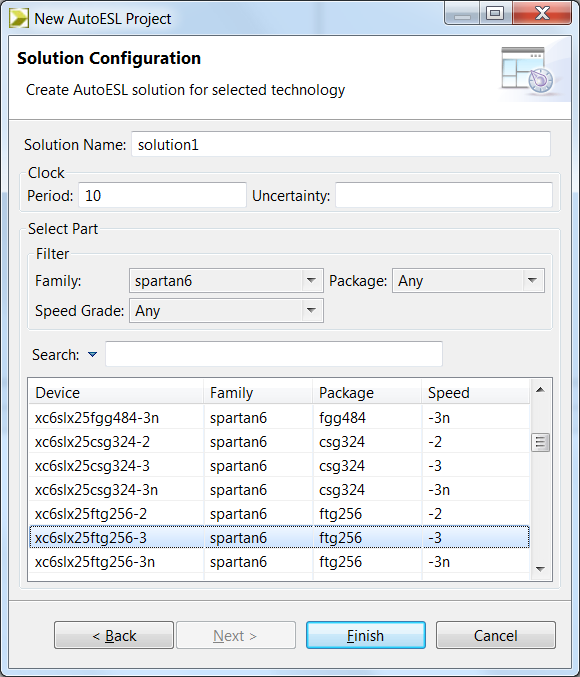 New AutoESL Project
Solution Configuration
Create AutoESL solution for selected technology
Solution Name: solution1
Clock
Period: 10 Uncertainty:
Select Part
Filter
Family: spartan6 Package: Any
Speed Grade: Any
Search:
Device Family Package Speed
xc6slx25fgg484-3n spartan6 fgg484 -3n
xc6slx25csg324-2 spartan6 csg324 -2
xc6slx25csg324-3 spartan6 csg324 -3
xc6slx25csg324-3n spartan6 csg324 -3n
xc6slx25ftg256-2 spartan6 ftg256 -2
xc6slx25ftg256-3 spartan6 ftg256 -3
xc6slx25ftg256-3n spartan6 ftg256 -3n
< Back Next > Finish Cancel